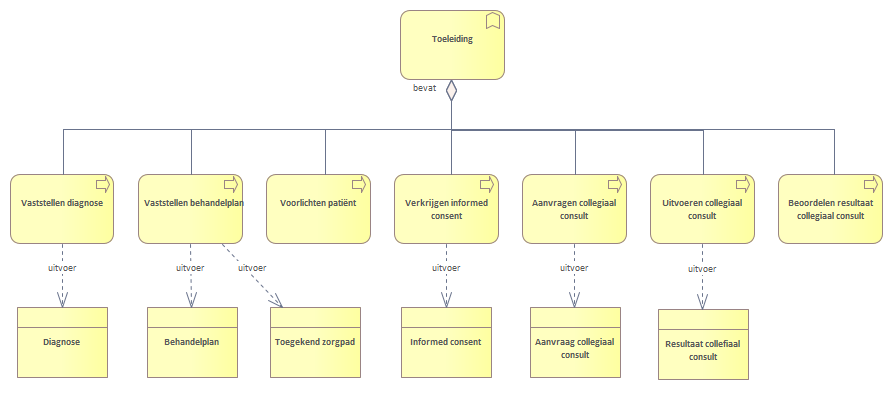 Toeleiding
bevat
Vaststellen diagnose
Vaststellen behandelplan
Voorlichten patiënt
Verkrijgen informed
consent
Aanvragen collegiaal
consult
Uitvoeren collegiaal
consult
Beoordelen resultaat
collegiaal consult
uitvoer
uitvoer
uitvoer
uitvoer
uitvoer
uitvoer
Diagnose
Behandelplan
Toegekend zorgpad
Informed consent
Aanvraag collegiaal
consult
Resultaat collefiaal
consult